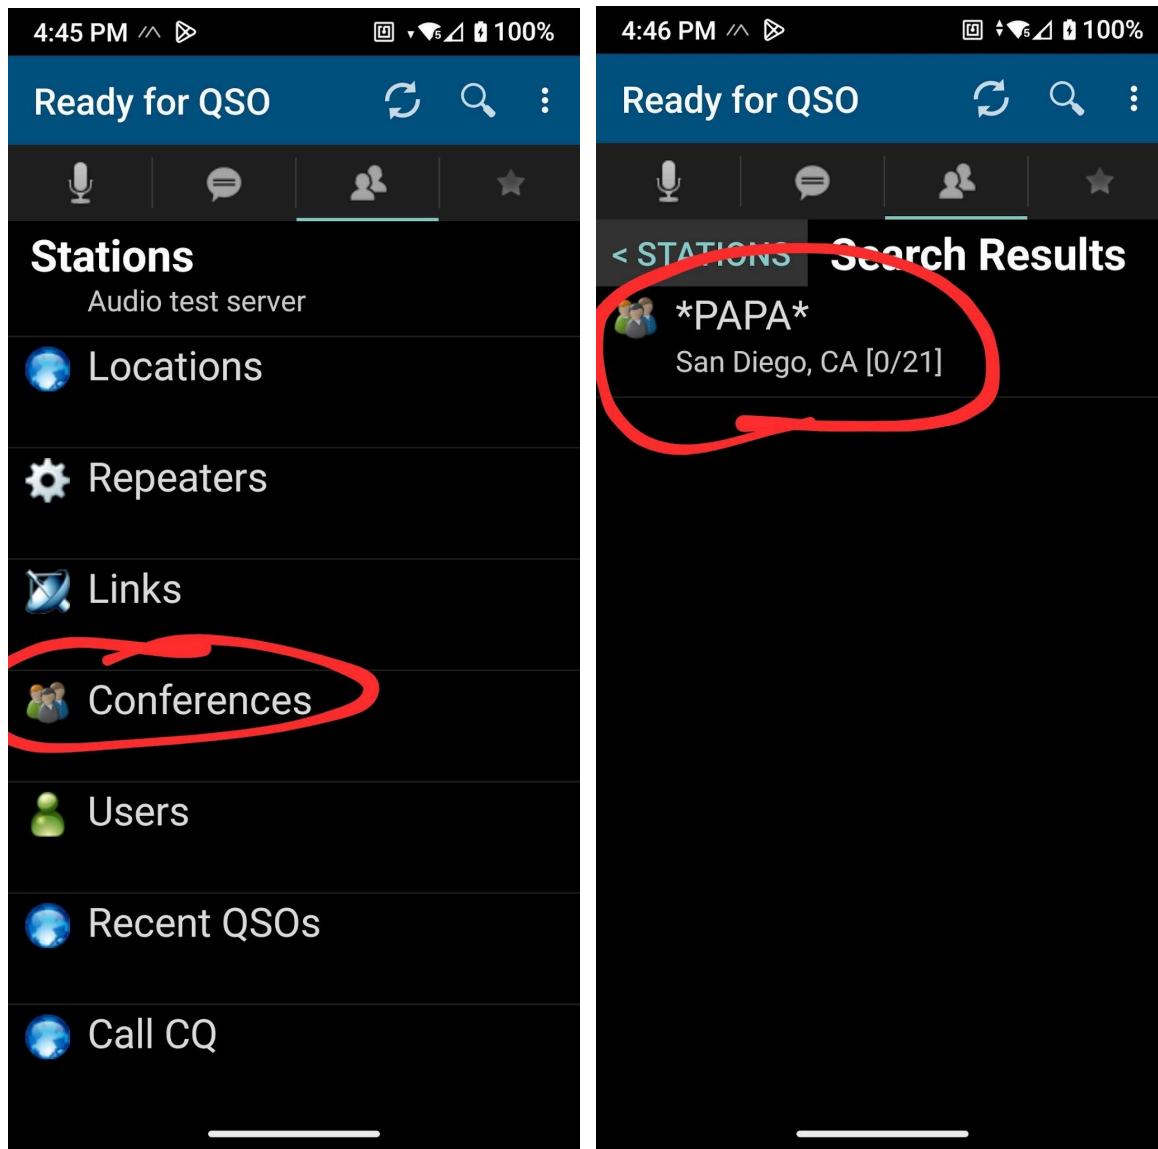 4:45 PM
100%
Ready for QSO
Stations
Audio test server
Locations
Repeaters
Links
Conferences
Users
Recent QSOs
Call CQ
4:46 PM
100%
Ready for QSO
< STATIONS
Search Results
*PAPA*
San Diego, CA [0/21]